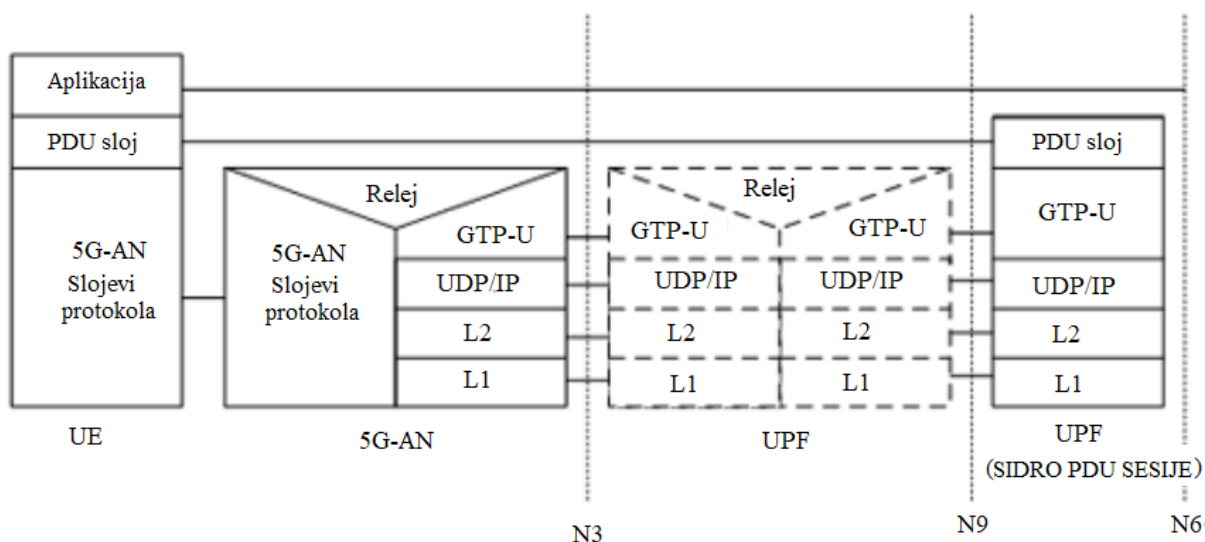 Aplikacija
PDU sloj
PDU sloj
Relej
Relej
GTP-U
5G-AN
Slojevi
protokola
5G-AN
Slojevi
protokola
GTP-U
GTP-U
GTP-U
UDP/IP
UDP/IP
UDP/IP
UDP/IP
L2
L2
L2
L2
L1
L1
L1
L1
UE
5G-AN
UPF
UPF
(SIDRO PDU SESIJE)
N3
N9
N6